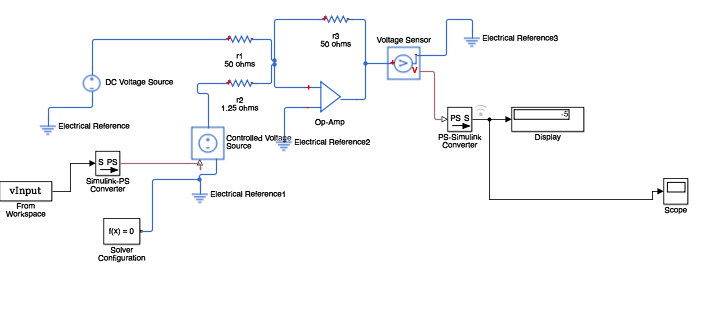 r3
50 ohms
Voltage Sensor
Electrical Reference3
r1
50 ohms
DC Voltage Source
r2
1.25 ohms
V
Op-Amp
Electrical Reference
Controlled Voltage
Source
Electrical Reference2
PS S
PS-Simulink
Converter
-5
Display
S PS
Simulink-PS
Converter
vInput
From
Workspace
Electrical Reference1
f(x) = 0
Solver
Configuration
Scope